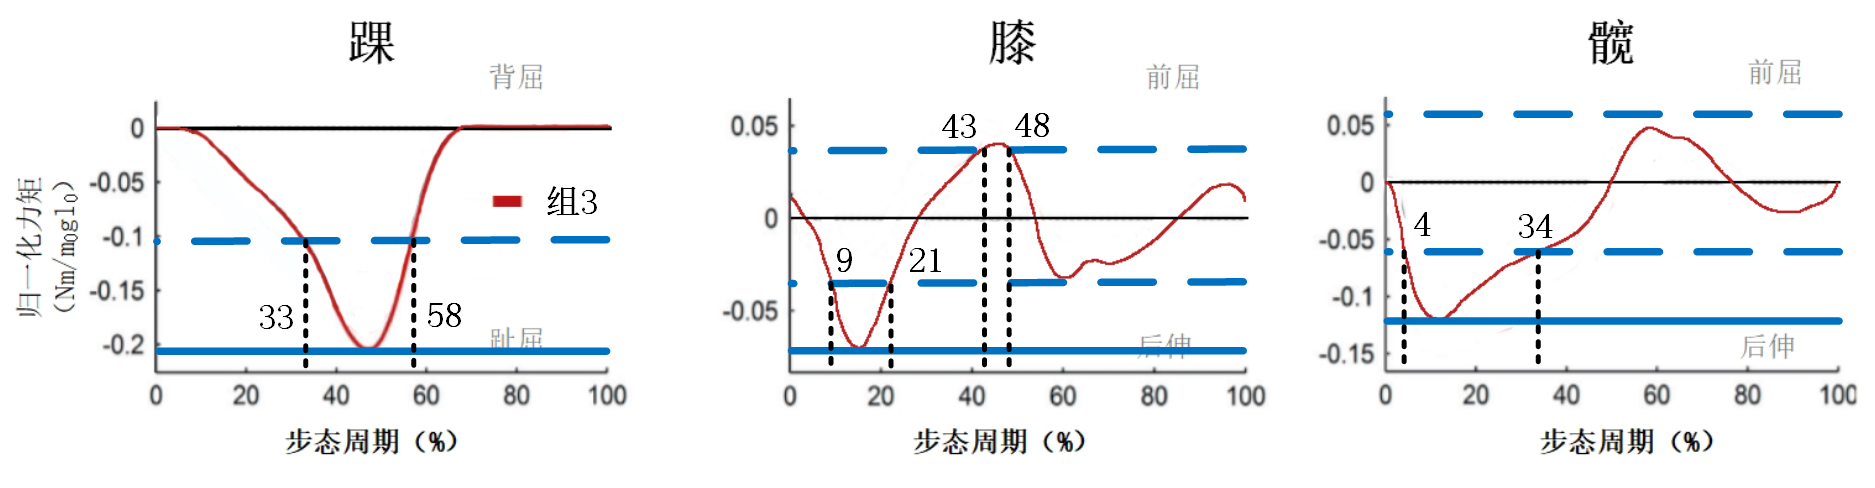 踝
背屈
0
-0.05
-0.1
-0.15
-0.2
归一化力矩
(Nm/m₀gl₀)
组3
33
58
趾屈
0 20 40 60 80 100
步态周期（%）
膝
前屈
0.05
0
-0.05
43 48
9 21
后伸
0 20 40 60 80 100
步态周期（%）
髋
前屈
0.05
0
-0.05
-0.1
-0.15
4 34
后伸
0 20 40 60 80 100
步态周期（%）